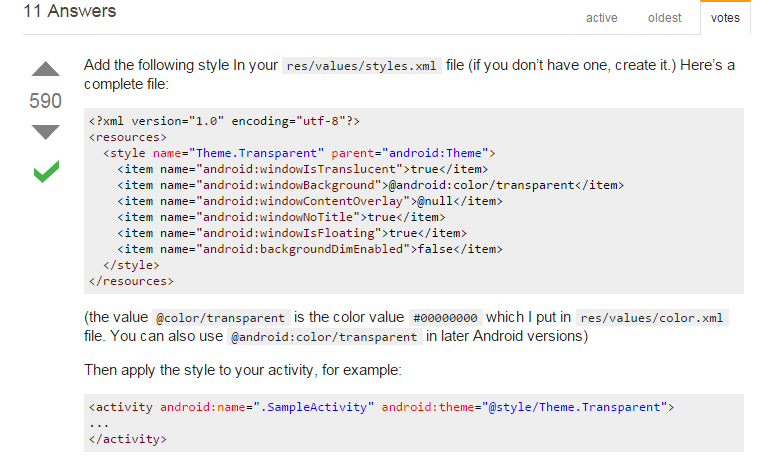 11 Answers
active oldest votes
590
Add the following style In your res/values/styles.xml file (if you don’t have one, create it.) Here’s a
complete file:
<?xml version="1.0" encoding="utf-8"?>
<resources>
  <style name="Theme.Transparent" parent="android:Theme">
    <item name="android:windowIsTranslucent">true</item>
    <item name="android:windowBackground">@android:color/transparent</item>
    <item name="android:windowContentOverlay">@null</item>
    <item name="android:windowNoTitle">true</item>
    <item name="android:windowIsFloating">true</item>
    <item name="android:backgroundDimEnabled">false</item>
  </style>
</resources>
(the value @color/transparent is the color value #00000000 which I put in res/values/color.xml
file. You can also use @android:color/transparent in later Android versions)
Then apply the style to your activity, for example:
<activity android:name=".SampleActivity" android:theme="@style/Theme.Transparent">
...
</activity>